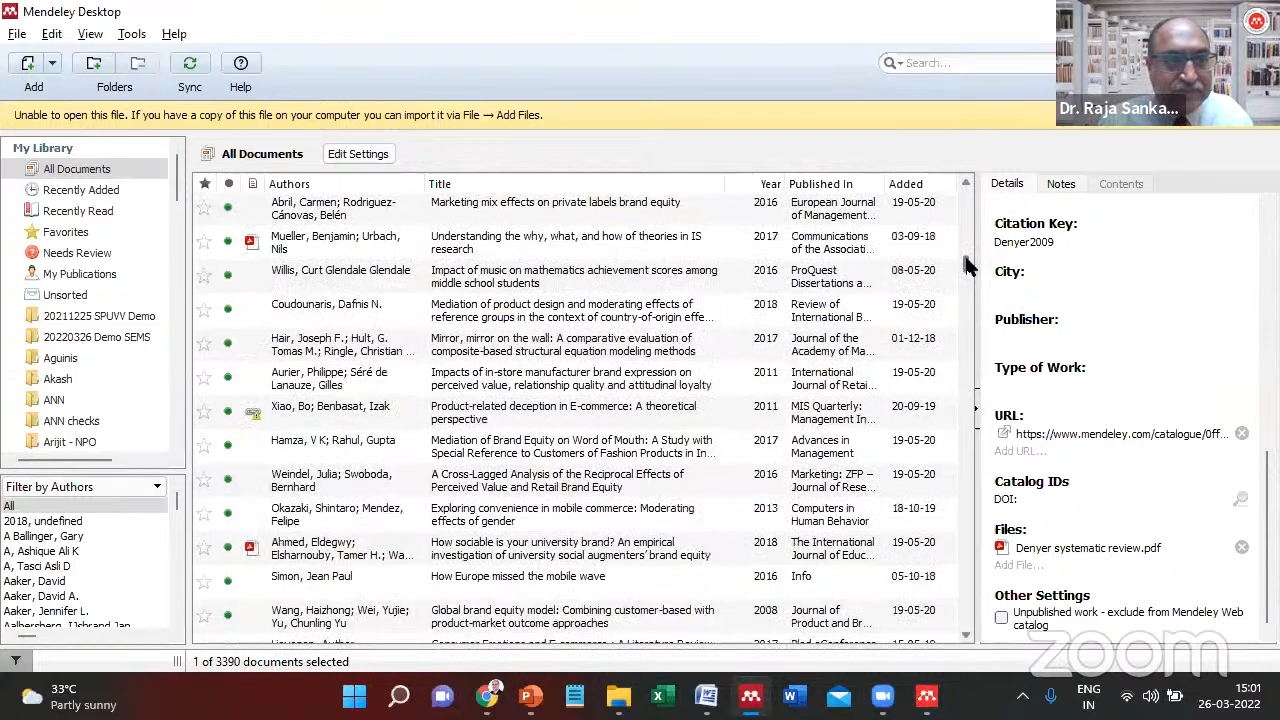 Mendeley Desktop
File Edit View Tools Help
Search...
Add Folders Sync Help
Dr. Raja Sanka...
Unable to open this file. If you have a copy of this file on your computer you can provide it via File → Add Files.
My Library
All Documents
Recently Added
Recently Read
Favorites
Needs Review
My Publications
Unsorted
20211225 SPUVV Demo
20220326 Demo SEMS
Aguinis
Akash
ANN
ANN checks
Arijit - NPO
Filter by Authors
All
2018, undefined
A Ballinger, Gary
A, Ashique Ali K
A, Tasci Asli D
Aaker, David
Aaker, David A.
Aaker, Jennifer L.
Aalbersberg, IJsbrand Jan
All Documents Edit Settings
Authors Title Year Published In Added
Abril, Carmen; Rodriguez- Marketing mix effects on private labels brand equity 2016 European Journal 19-05-20
Cánovas, Belén of Management...
Mueller, Benjamin; Urbach, Understanding the why, what, and how of theories in IS 2017 Communications 03-09-18
Nils research of the Associati...
Willis, Curt Glendale Glendale Impact of music on mathematics achievement scores among 2016 ProQuest 08-05-20
middle school students Dissertations a...
Coudounaris, Dafnis N. Mediation of product design and moderating effects of 2018 Review of 19-05-20
reference groups in the context of country-of-origin effe... International B...
Hair, Joseph F.; Hult, G. Mirror, mirror on the wall: A comparative evaluation of 2017 Journal of the 01-12-18
Tomas M.; Ringle, Christian ... composite-based structural equation modeling methods Academy of Ma...
Aurier, Philippe; Séré de Impacts of in-store manufacturer brand expression on 2011 International 19-05-20
Lanauze, Gilles perceived value, relationship quality and attitudinal loyalty Journal of Retai...
Xiao, Bo; Benbasat, Izak Product-related deception in E-commerce: A theoretical 2011 MIS Quarterly: 20-09-19
perspective Management In...
Hamza, V K; Rahul, Gupta Mediation of Brand Equity on Word of Mouth: A Study with 2017 Advances in 19-05-20
Special Reference to Customers of Fashion Products in In... Management
Weindel, Julia; Swoboda, A Cross-Lagged Analysis of the Reciprocal Effects of 2016 Marketing: ZFP – 19-05-20
Bernhard Perceived Value and Retail Brand Equity Journal of Rese...
Okazaki, Shintaro; Mendez, Exploring convenience in mobile commerce: Moderating 2013 Computers in 18-10-19
Felipe effects of gender Human Behavior
Ahmed, Eldegwy; How sociable is your university brand? An empirical 2018 The International 19-05-20
Elsharnouby, Tamer H.; Wa... investigation of university social augmenters' brand equity Journal of Educ...
Simon, Jean Paul How Europe missed the mobile wave 2016 Info 05-10-18
Wang, Haizhong; Wei, Yujie; Global brand equity model: Combining customer-based with 2008 Journal of 19-05-20
Yu, Chunling Yu product-market outcome approaches Product and Br...
Details Notes Contents
Citation Key:
Denyer2009
City:
Publisher:
Type of Work:
URL:
https://www.mendeley.com/catalogue/0ff...
Add URL...
Catalog IDs
DOI:
Files:
Denyer systematic review.pdf
Add File...
Other Settings
Unpublished work - exclude from Mendeley Web
catalog
zoom
1 of 3390 documents selected
33°C
Partly sunny
ENG
IN
15:01
26-03-2022